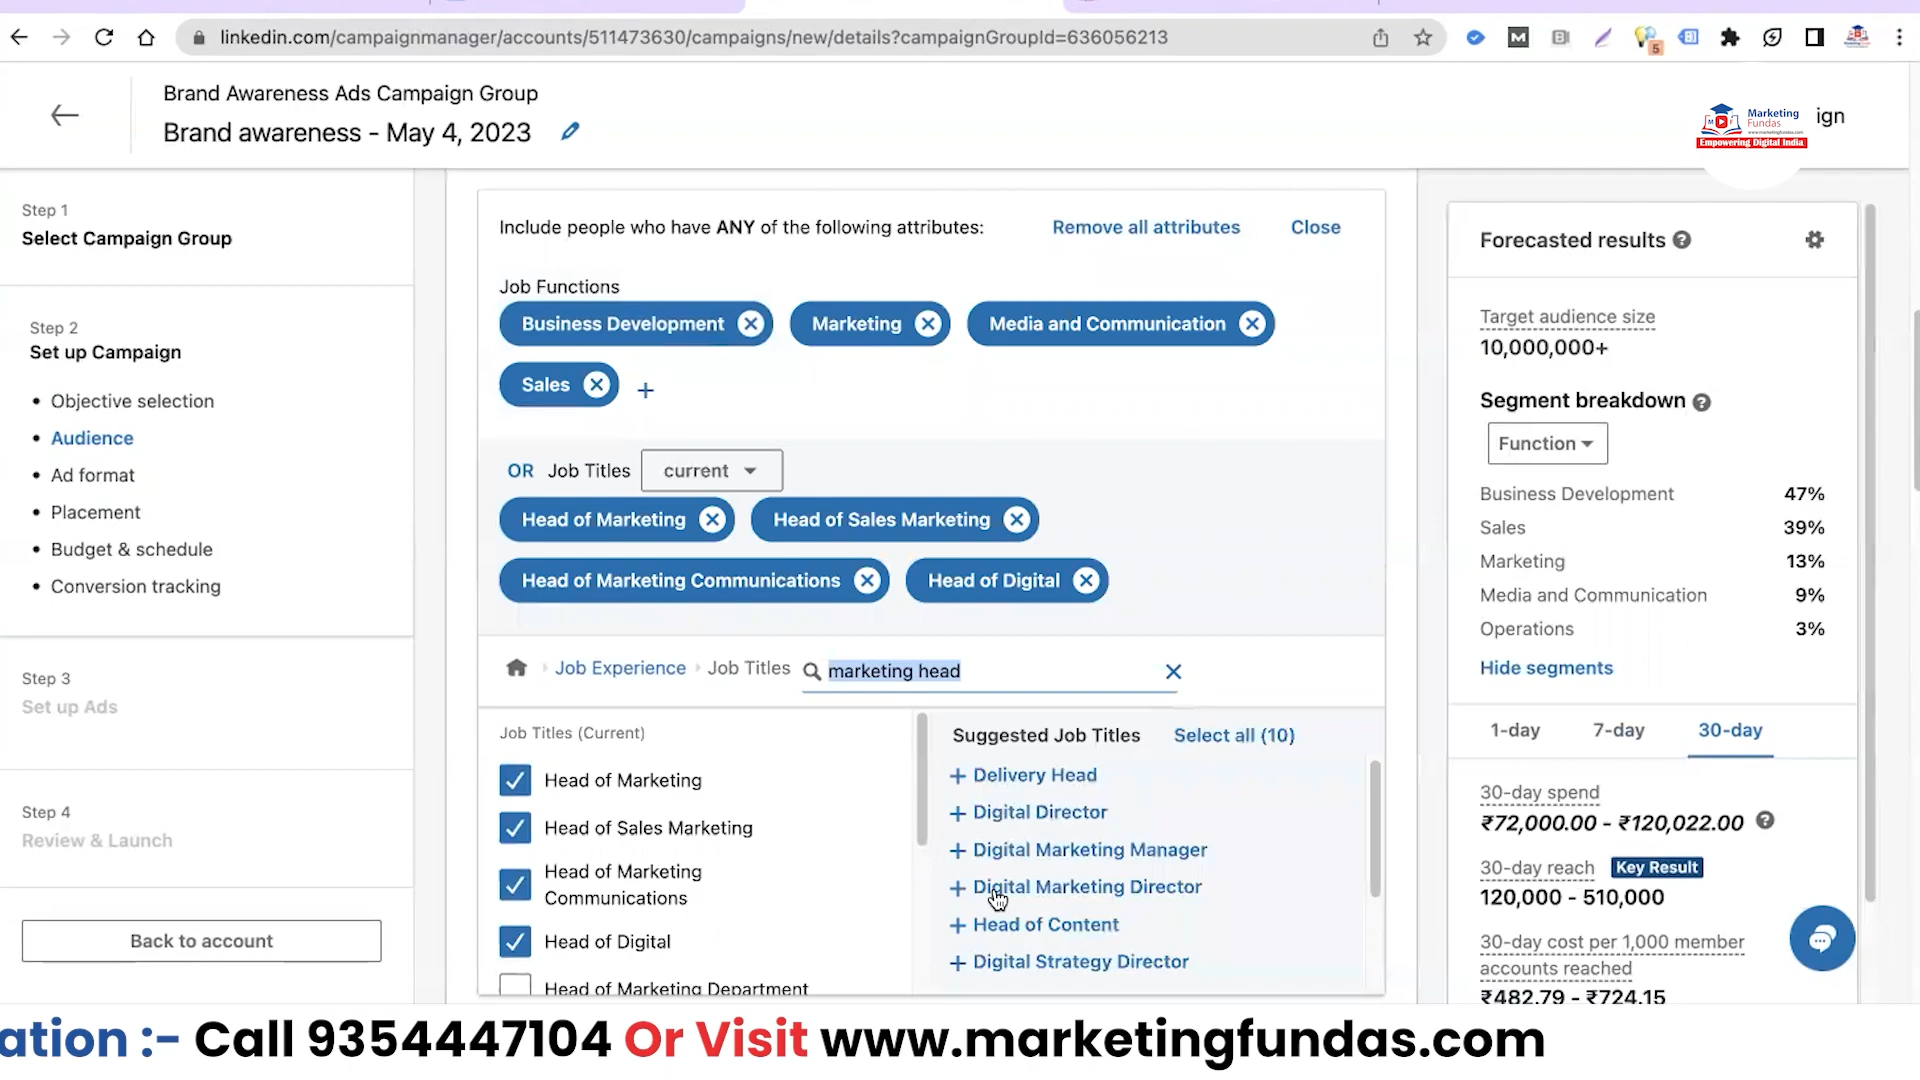 linkedin.com/campaignmanager/accounts/511473630/campaigns/new/details?campaignGroupId=636056213
5
Brand Awareness Ads Campaign Group
Brand awareness - May 4, 2023
Marketing
Fundas
www.marketingfundas.com
Empowering Digital India
ign
Step 1
Select Campaign Group
Step 2
Set up Campaign
Objective selection
Audience
Ad format
Placement
Budget & schedule
Conversion tracking
Step 3
Set up Ads
Step 4
Review & Launch
Back to account
Include people who have ANY of the following attributes:
Remove all attributes
Close
Job Functions
Business Development
Marketing
Media and Communication
Sales
OR Job Titles current
Head of Marketing
Head of Sales Marketing
Head of Marketing Communications
Head of Digital
Job Experience
Job Titles
marketing head
Job Titles (Current)
Head of Marketing
Head of Sales Marketing
Head of Marketing
Communications
Head of Digital
Head of Marketing Department
Suggested Job Titles
Select all (10)
+ Delivery Head
+ Digital Director
+ Digital Marketing Manager
+ Digital Marketing Director
+ Head of Content
+ Digital Strategy Director
Forecasted results
Target audience size
10,000,000+
Segment breakdown
Function
Business Development 47%
Sales 39%
Marketing 13%
Media and Communication 9%
Operations 3%
Hide segments
1-day 7-day 30-day
30-day spend
₹72,000.00 - ₹120,022.00
30-day reach Key Result
120,000 - 510,000
30-day cost per 1,000 member
accounts reached
₹482.79 - ₹724.15
ation :- Call 9354447104 Or Visit www.marketingfundas.com